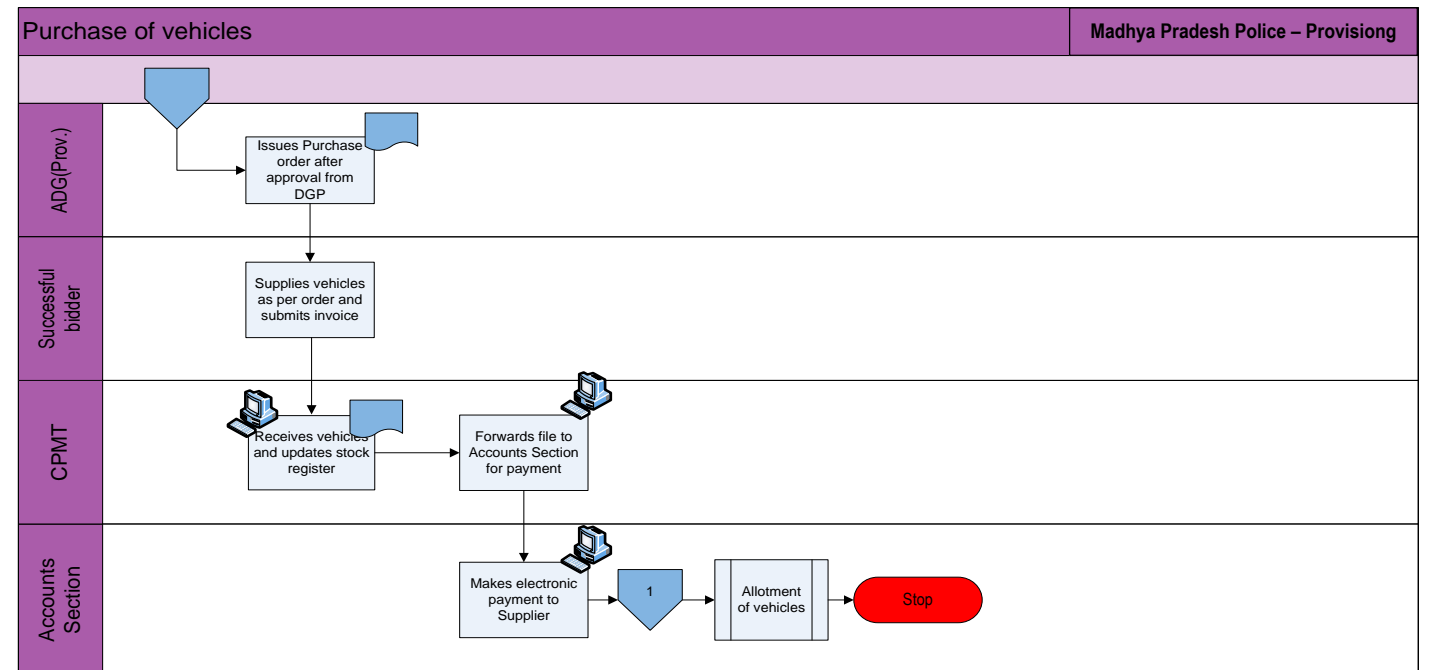 Purchase of vehicles
Madhya Pradesh Police – Provisiong
ADG(Prov.)
Issues Purchase
order after
approval from
DGP
Successful
bidder
Supplies vehicles
as per order and
submits invoice
CPMT
Receives vehicles
and updates stock
register
Forwards file to
Accounts Section
for payment
Accounts
Section
Makes electronic
payment to
Supplier
1
Allotment
of vehicles
Stop